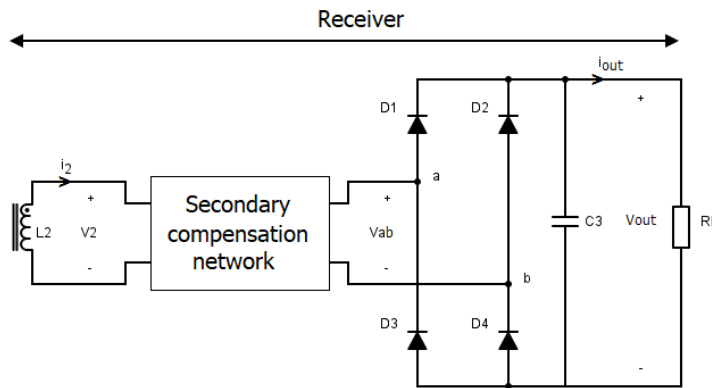 Receiver
iout
+
D1
D2
i2
a
+
+
L2
V2
Secondary
compensation
network
Vab
C3
Vout
-
-
b
D3
D4
-